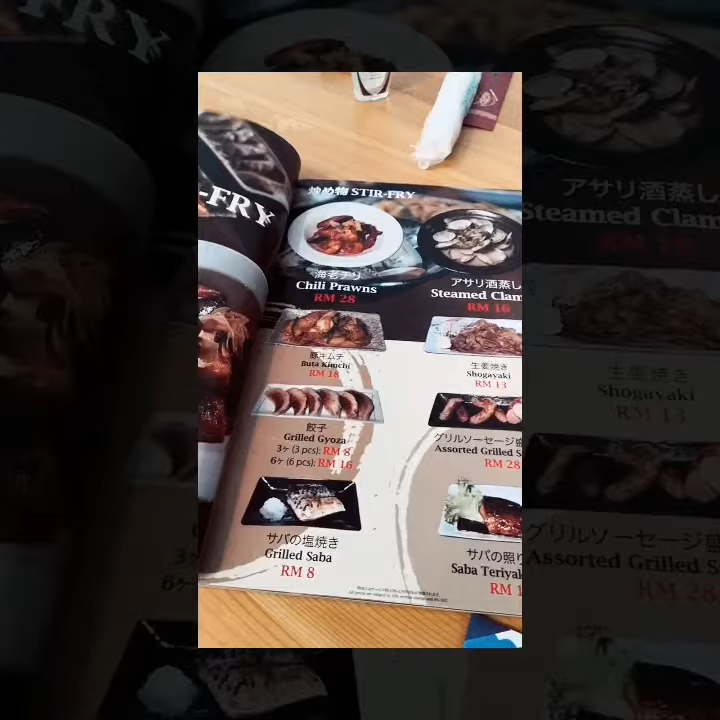 -FRY
炒め物 STIR-FRY
海老チリ
Chili Prawns
RM 28
アサリ酒蒸し
Steamed Clam
RM 16
豚キムチ
Buta Kimchi
RM 18
生姜焼き
Shogayaki
RM 13
餃子
Grilled Gyoza
3ヶ (3 pcs): RM 8
6ヶ (6 pcs): RM 16
グリルソーセージ盛
Assorted Grilled S
RM 28
サバの塩焼き
Grilled Saba
RM 8
サバの照り
Saba Teriyak
RM 1